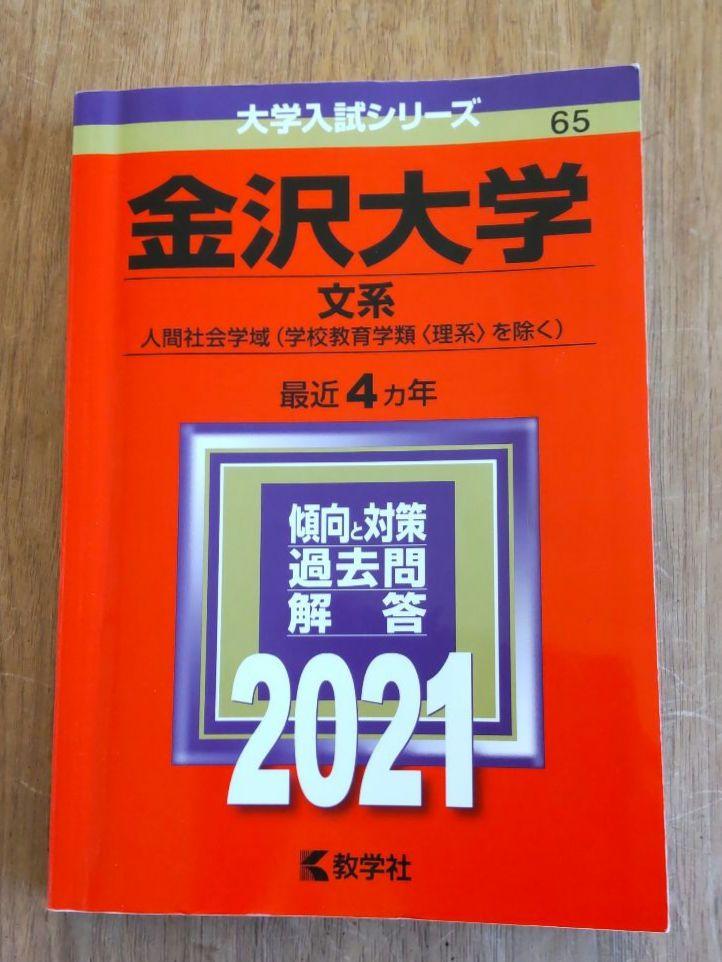 大学入試シリーズ
65
金沢大学
文系
人間社会学域（学校教育学類〈理系〉を除く）
最近4カ年
傾向と対策
過去問
解答
2021
教学社